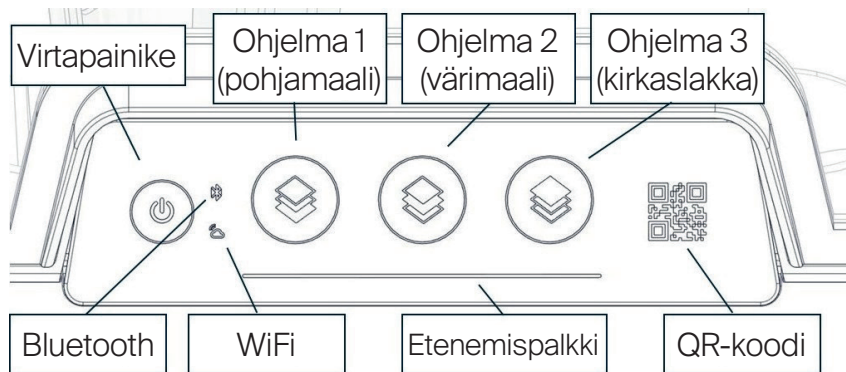 Virtapainike
Ohjelma 1
(pohjamaali)
Ohjelma 2
(värimaali)
Ohjelma 3
(kirkaslakka)
Bluetooth
WiFi
Etenemispalkki
QR-koodi